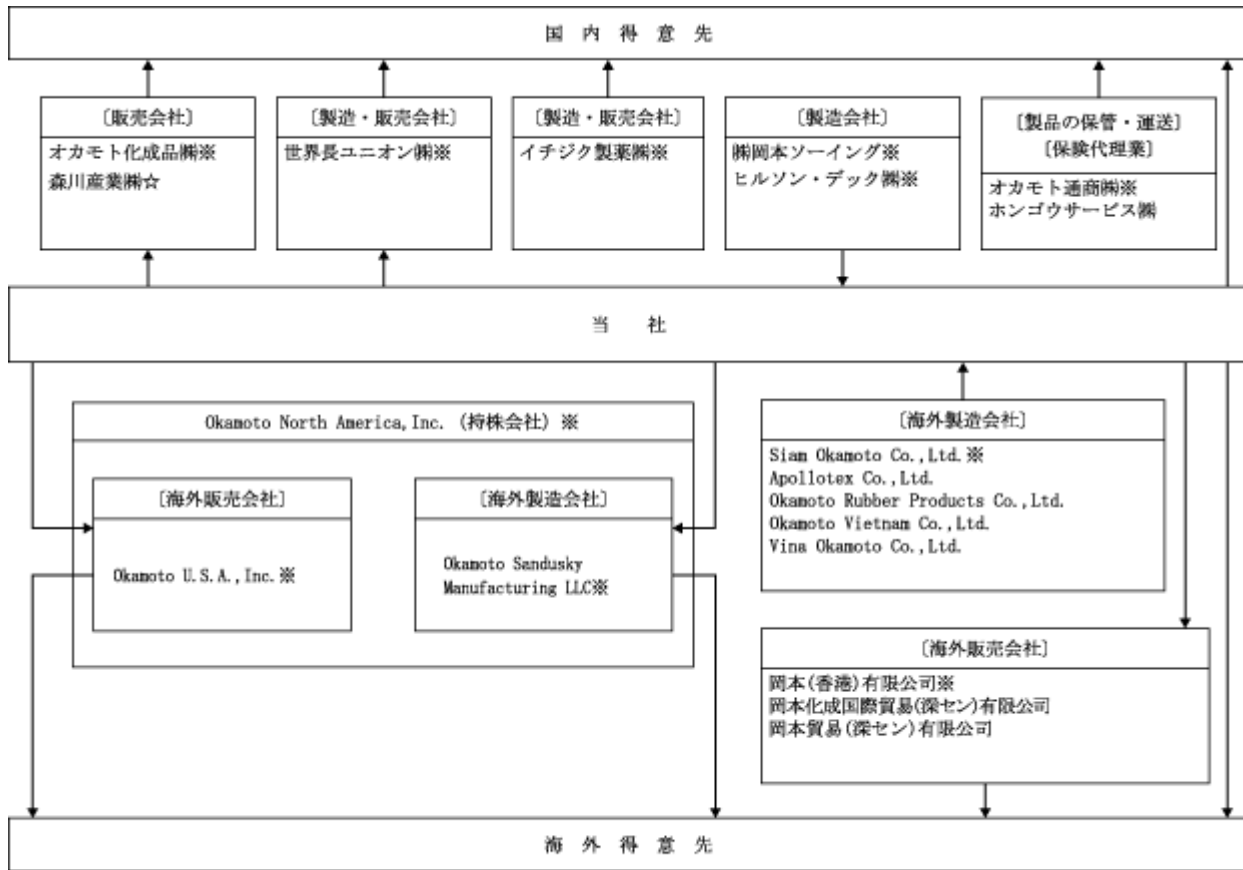 国内得意先
〔販売会社〕
オカモト化成品㈱※
森川産業㈱☆
〔製造・販売会社〕
世界長ユニオン㈱※
〔製造・販売会社〕
イチジク製薬㈱※
〔製造会社〕
㈱岡本ソーイング※
ヒルソン・デック㈱※
〔製品の保管・運送〕
〔保険代理業〕
オカモト通商㈱※
ホンゴウサービス㈱
当社
Okamoto North America,Inc. (持株会社) ※
〔海外販売会社〕
Okamoto U.S.A.,Inc.※
〔海外製造会社〕
Okamoto Sandusky
Manufacturing LLC※
〔海外製造会社〕
Siam Okamoto Co.,Ltd.※
Apollotex Co.,Ltd.
Okamoto Rubber Products Co.,Ltd.
Okamoto Vietnam Co.,Ltd.
Vina Okamoto Co.,Ltd.
〔海外販売会社〕
岡本(香港)有限公司※
岡本化成国際貿易(深セン)有限公司
岡本貿易(深セン)有限公司
海外得意先